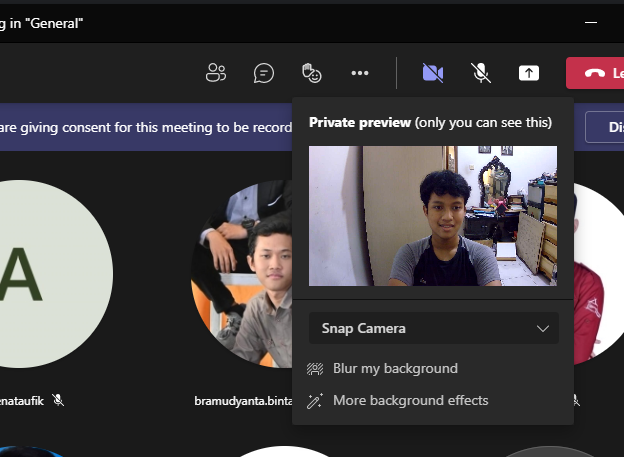 g in "General"
Le
are giving consent for this meeting to be record
Dis
Private preview (only you can see this)
A
Snap Camera
Blur my background
enataufik
bramudyanta.binta
More background effects